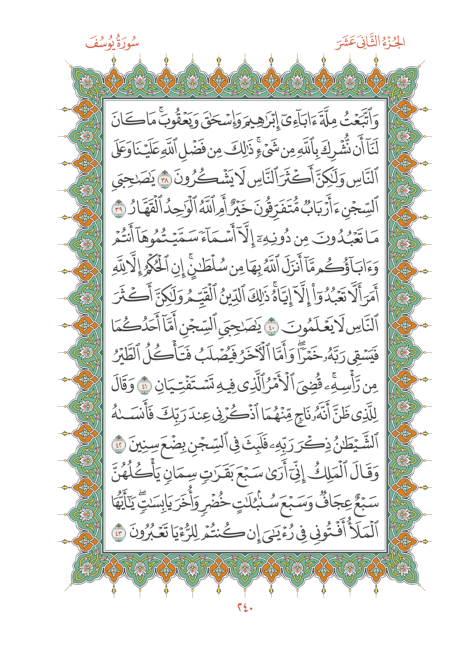 الجُزْءُ الثَّانِي عَشَرَ
سُورَةُ يُوسُفَ
وَٱتَّبَعْتُ مِلَّةَ ءَابَآءِىٓ إِبْرَٰهِيمَ وَإِسْحَٰقَ وَيَعْقُوبَۚ مَا كَانَ
لَنَآ أَن نُّشْرِكَ بِٱللَّهِ مِن شَىْءٍۚ ذَٰلِكَ مِن فَضْلِ ٱللَّهِ عَلَيْنَا وَعَلَى
ٱلنَّاسِ وَلَٰكِنَّ أَكْثَرَ ٱلنَّاسِ لَا يَشْكُرُونَ ٣٨ يَٰصَٰحِبَىِ
ٱلسِّجْنِ ءَأَرْبَابٌ مُّتَفَرِّقُونَ خَيْرٌ أَمِ ٱللَّهُ ٱلْوَٰحِدُ ٱلْقَهَّارُ ٣٩
مَا تَعْبُدُونَ مِن دُونِهِۦٓ إِلَّآ أَسْمَآءً سَمَّيْتُمُوهَآ أَنتُمْ
وَءَابَآؤُكُم مَّآ أَنزَلَ ٱللَّهُ بِهَا مِن سُلْطَٰنٍۚ إِنِ ٱلْحُكْمُ إِلَّا لِلَّهِ
أَمَرَ أَلَّا تَعْبُدُوٓا۟ إِلَّآ إِيَّاهُۚ ذَٰلِكَ ٱلدِّينُ ٱلْقَيِّمُ وَلَٰكِنَّ أَكْثَرَ
ٱلنَّاسِ لَا يَعْلَمُونَ ٤٠ يَٰصَٰحِبَىِ ٱلسِّجْنِ أَمَّآ أَحَدُكُمَا
فَيَسْقِى رَبَّهُۥ خَمْرًاۖ وَأَمَّا ٱلْءَاخَرُ فَيُصْلَبُ فَتَأْكُلُ ٱلطَّيْرُ
مِن رَّأْسِهِۦۚ قُضِىَ ٱلْأَمْرُ ٱلَّذِى فِيهِ تَسْتَفْتِيَانِ ٤١ وَقَالَ
لِلَّذِى ظَنَّ أَنَّهُۥ نَاجٍ مِّنْهُمَا ٱذْكُرْنِى عِندَ رَبِّكَ فَأَنسَىٰهُ
ٱلشَّيْطَٰنُ ذِكْرَ رَبِّهِۦ فَلَبِثَ فِى ٱلسِّجْنِ بِضْعَ سِنِينَ ٤٢
وَقَالَ ٱلْمَلِكُ إِنِّىٓ أَرَىٰ سَبْعَ بَقَرَٰتٍ سِمَانٍ يَأْكُلُهُنَّ
سَبْعٌ عِجَافٌ وَسَبْعَ سُنۢبُلَٰتٍ خُضْرٍ وَأُخَرَ يَابِسَٰتٍۖ يَٰٓأَيُّهَا
ٱلْمَلَأُ أَفْتُونِى فِى رُءْيَٰىَ إِن كُنتُمْ لِلرُّءْيَا تَعْبُرُونَ ٤٣
٢٤٠